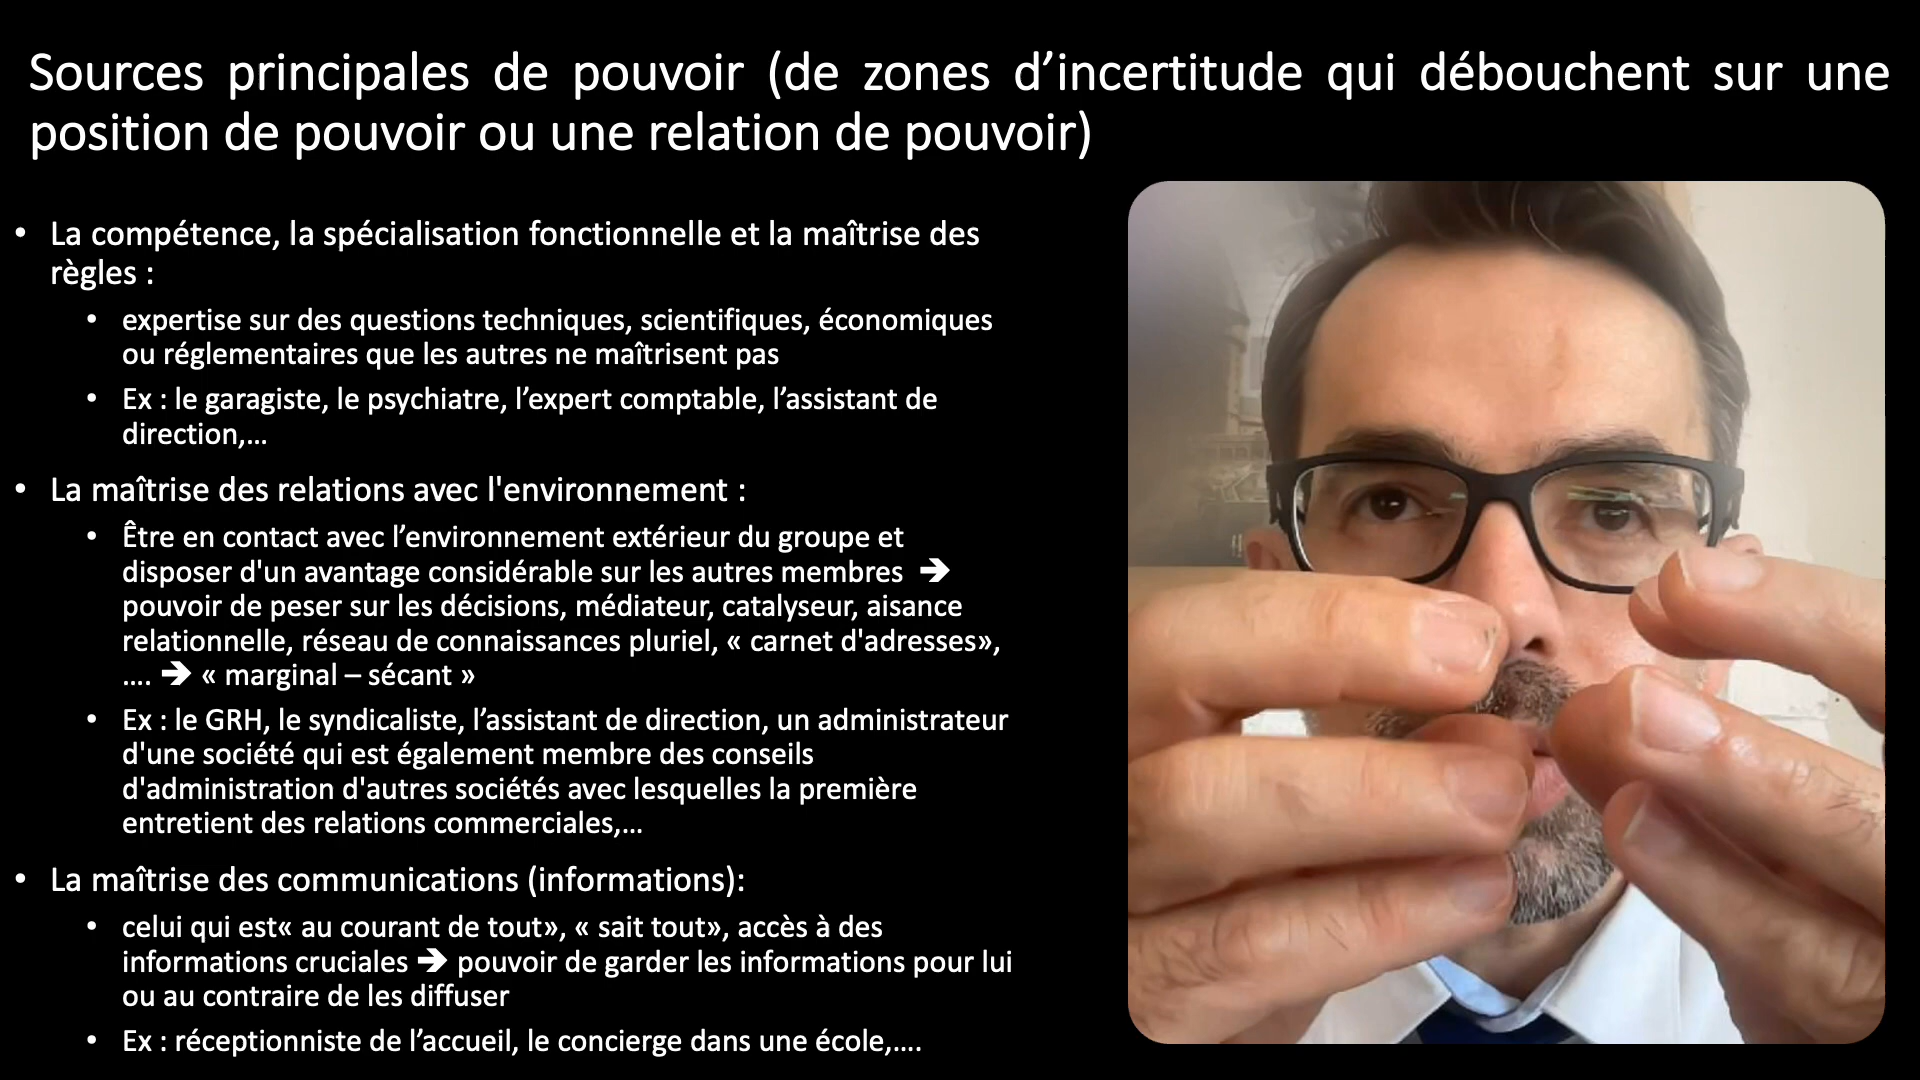 Sources principales de pouvoir (de zones d’incertitude qui débouchent sur une
position de pouvoir ou une relation de pouvoir)
• La compétence, la spécialisation fonctionnelle et la maîtrise des
règles :
• expertise sur des questions techniques, scientifiques, économiques
ou réglementaires que les autres ne maîtrisent pas
• Ex : le garagiste, le psychiatre, l’expert comptable, l’assistant de
direction,…
• La maîtrise des relations avec l'environnement :
• Être en contact avec l’environnement extérieur du groupe et
disposer d'un avantage considérable sur les autres membres ➔
pouvoir de peser sur les décisions, médiateur, catalyseur, aisance
relationnelle, réseau de connaissances pluriel, « carnet d'adresses»,
…. ➔ « marginal – sécant »
• Ex : le GRH, le syndicaliste, l’assistant de direction, un administrateur
d'une société qui est également membre des conseils
d'administration d'autres sociétés avec lesquelles la première
entretient des relations commerciales,…
• La maîtrise des communications (informations):
• celui qui est« au courant de tout», « sait tout», accès à des
informations cruciales ➔ pouvoir de garder les informations pour lui
ou au contraire de les diffuser
• Ex : réceptionniste de l’accueil, le concierge dans une école,….